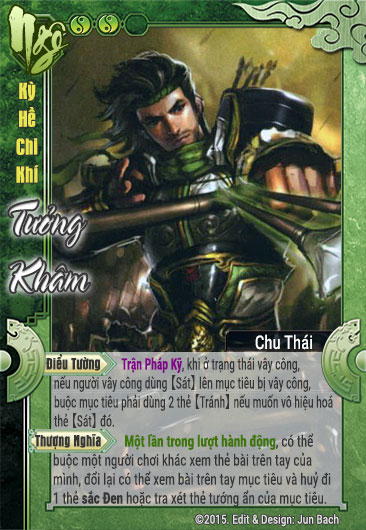 Ngô
Kỳ
Hề
Chi
Khí
Tưởng
Khâm
Chu Thái
Điểu Tường Trận Pháp Kỹ, khi ở trạng thái vây công,
nếu người vây công dùng【Sát】lên mục tiêu bị vây công,
buộc mục tiêu phải dùng 2 thẻ【Tránh】nếu muốn vô hiệu hoá
thẻ【Sát】đó.
Thượng Nghĩa Một lần trong lượt hành động, có thể
buộc một người chơi khác xem thẻ bài trên tay của
mình, đổi lại có thể xem bài trên tay mục tiêu và huỷ đi
1 thẻ sắc Đen hoặc tra xét thẻ tướng ẩn của mục tiêu.
©2015. Edit & Design: Jun Bach